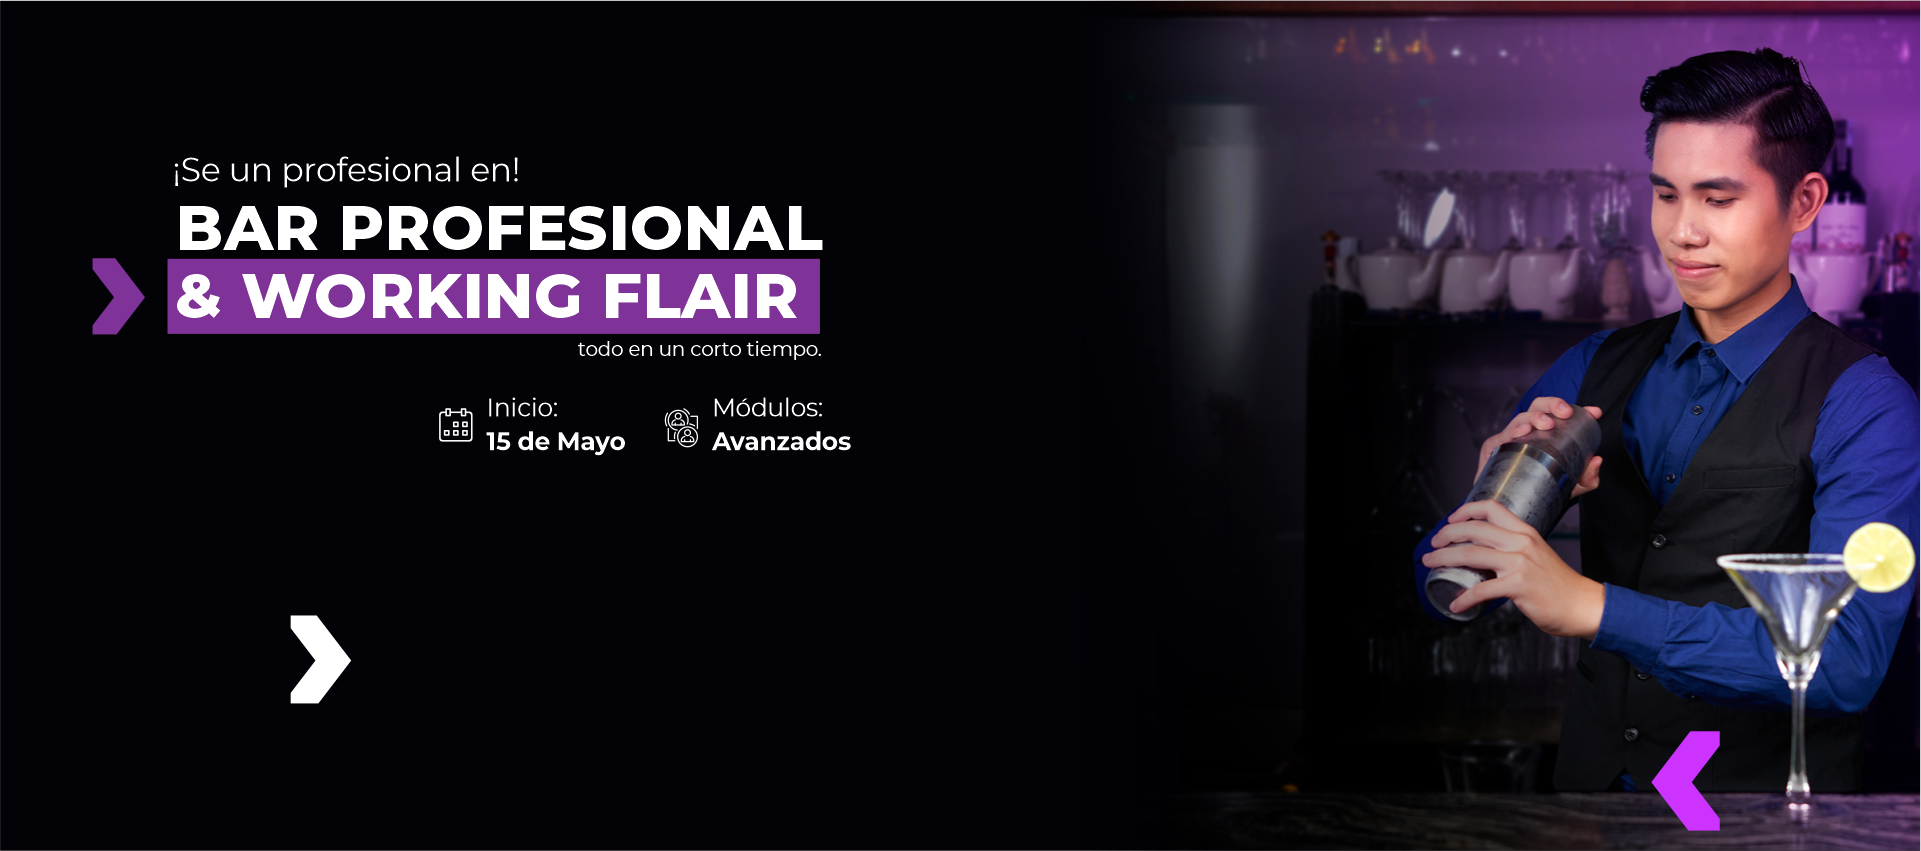 ¡Se un profesional en!
BAR PROFESIONAL
& WORKING FLAIR
todo en un corto tiempo.
Inicio:
15 de Mayo
Módulos:
Avanzados